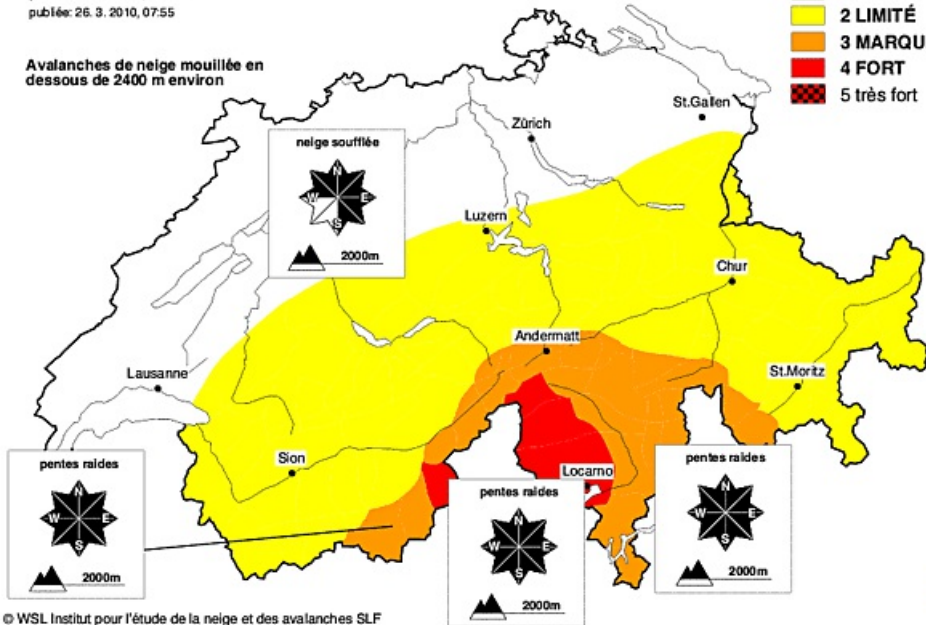 publiée: 26. 3. 2010, 07:55
Avalanches de neige mouillée en
dessous de 2400 m environ
2 LIMITÉ
3 MARQU
4 FORT
5 très fort
St.Gallen
Zürich
neige soufflée
N
W E
S
2000m
Luzern
Chur
Andermatt
Lausanne
St.Moritz
Sion
Locarno
pentes raides
N
W E
S
2000m
pentes raides
N
W E
S
2000m
pentes raides
N
W E
S
2000m
© WSL Institut pour l'étude de la neige et des avalanches SLF